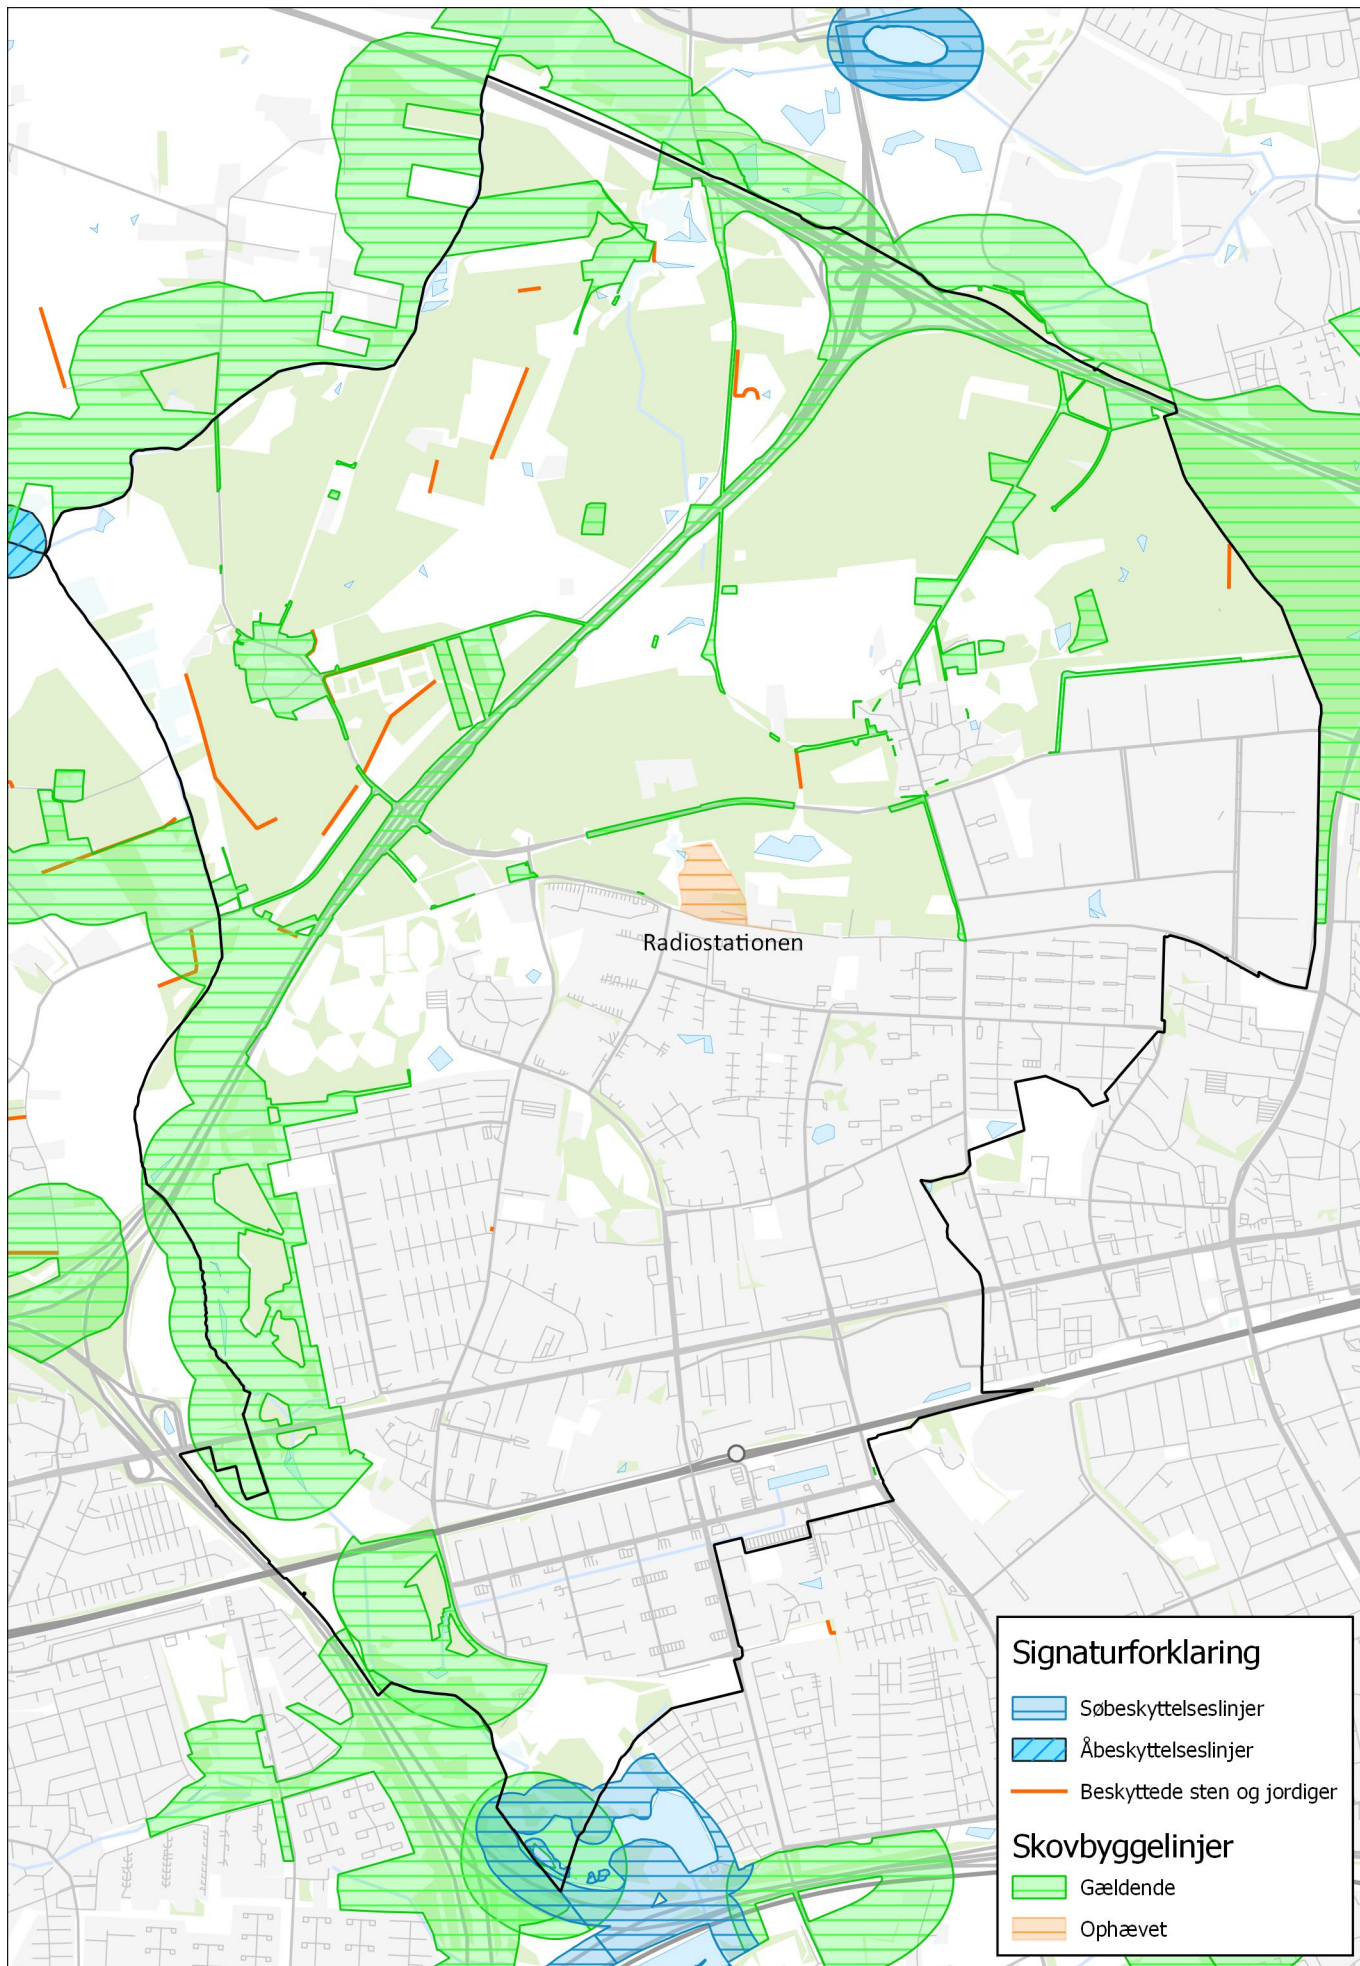 Radiostationen
Signaturforklaring
Søbeskyttelseslinjer
Åbeskyttelseslinjer
Beskyttede sten og jordiger
Skovbyggelinjer
Gældende
Ophævet